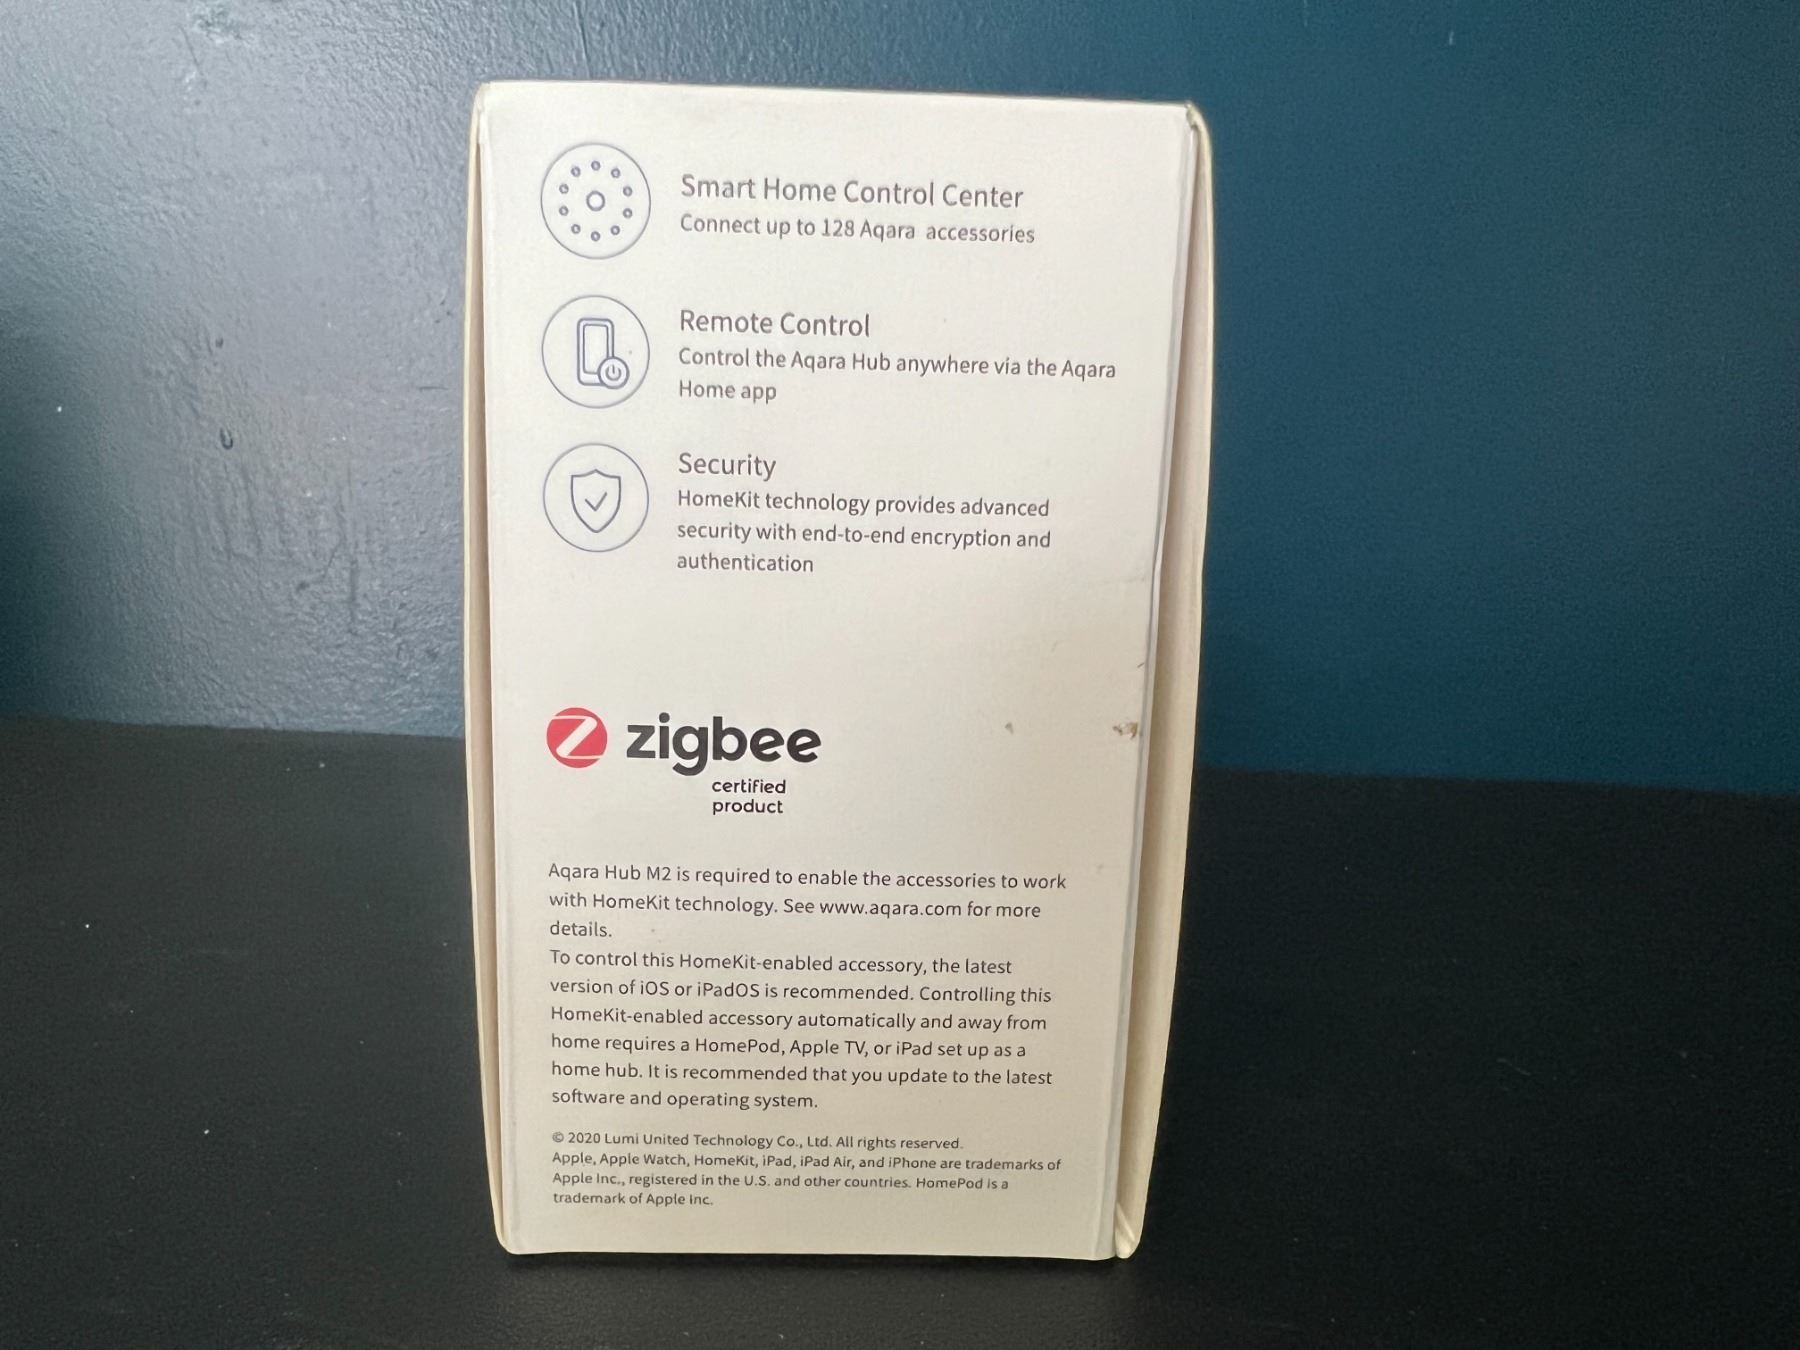 Smart Home Control Center
Connect up to 128 Aqara accessories
Remote Control
Control the Aqara Hub anywhere via the Aqara
Home app
Security
HomeKit technology provides advanced
security with end-to-end encryption and
authentication
Z zigbee
certified
product
Aqara Hub M2 is required to enable the accessories to work
with HomeKit technology. See www.aqara.com for more
details.
To control this HomeKit-enabled accessory, the latest
version of iOS or iPadOS is recommended. Controlling this
HomeKit-enabled accessory automatically and away from
home requires a HomePod, Apple TV, or iPad set up as a
home hub. It is recommended that you update to the latest
software and operating system.
© 2020 Lumi United Technology Co., Ltd. All rights reserved.
Apple, Apple Watch, HomeKit, iPad, iPad Air, and iPhone are trademarks of
Apple Inc., registered in the U.S. and other countries. HomePod is a
trademark of Apple Inc.